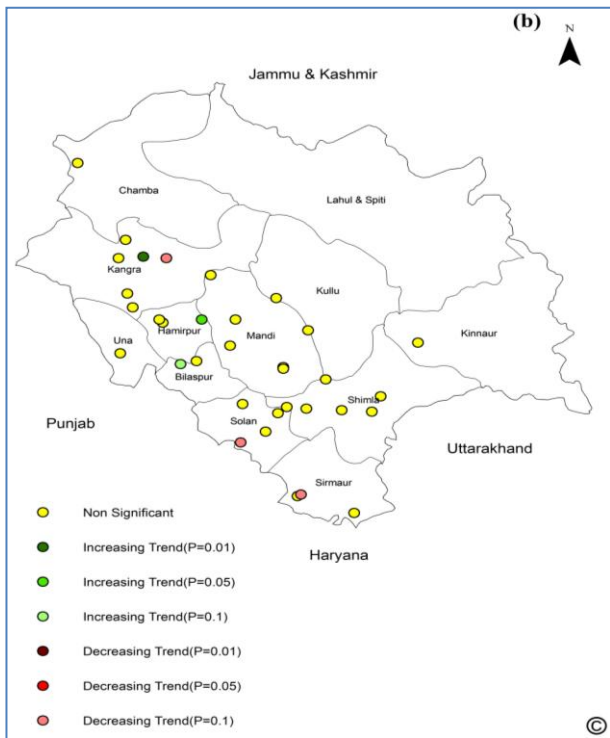 (b)
N
Jammu & Kashmir
Chamba
Lahul & Spiti
Kangra
Kullu
Kinnaur
Hamirpur
Mandi
Una
Bilaspur
Shimla
Punjab
Solan
Uttarakhand
Sirmaur
Non Significant
Increasing Trend(P=0.01)
Haryana
Increasing Trend(P=0.05)
Increasing Trend(P=0.1)
Decreasing Trend(P=0.01)
Decreasing Trend(P=0.05)
Decreasing Trend(P=0.1)
©